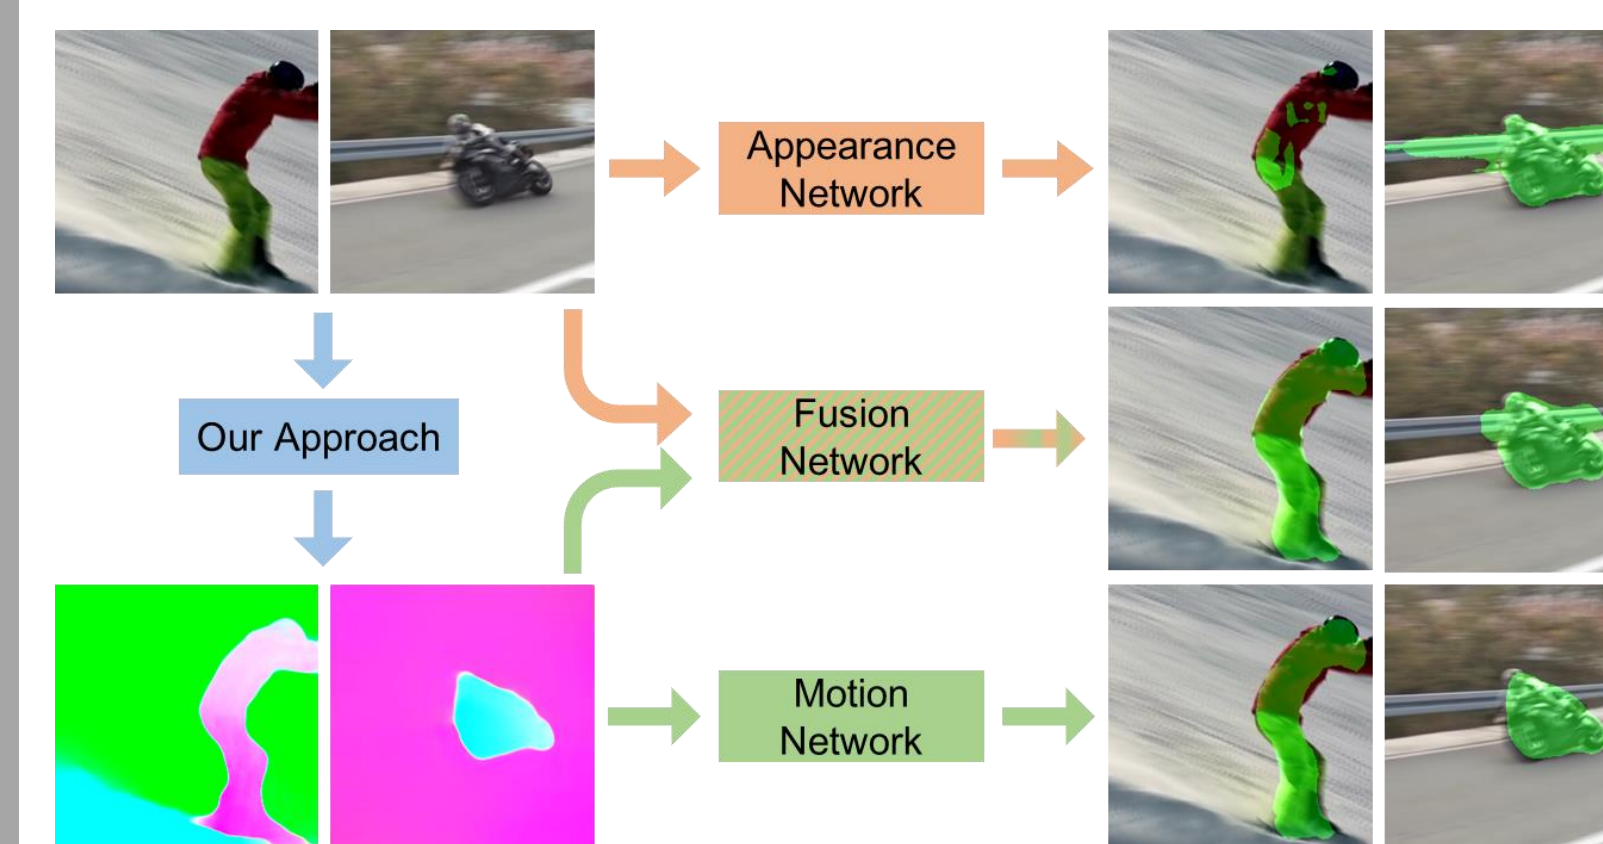 Appearance
Network
Our Approach
Fusion
Network
Motion
Network